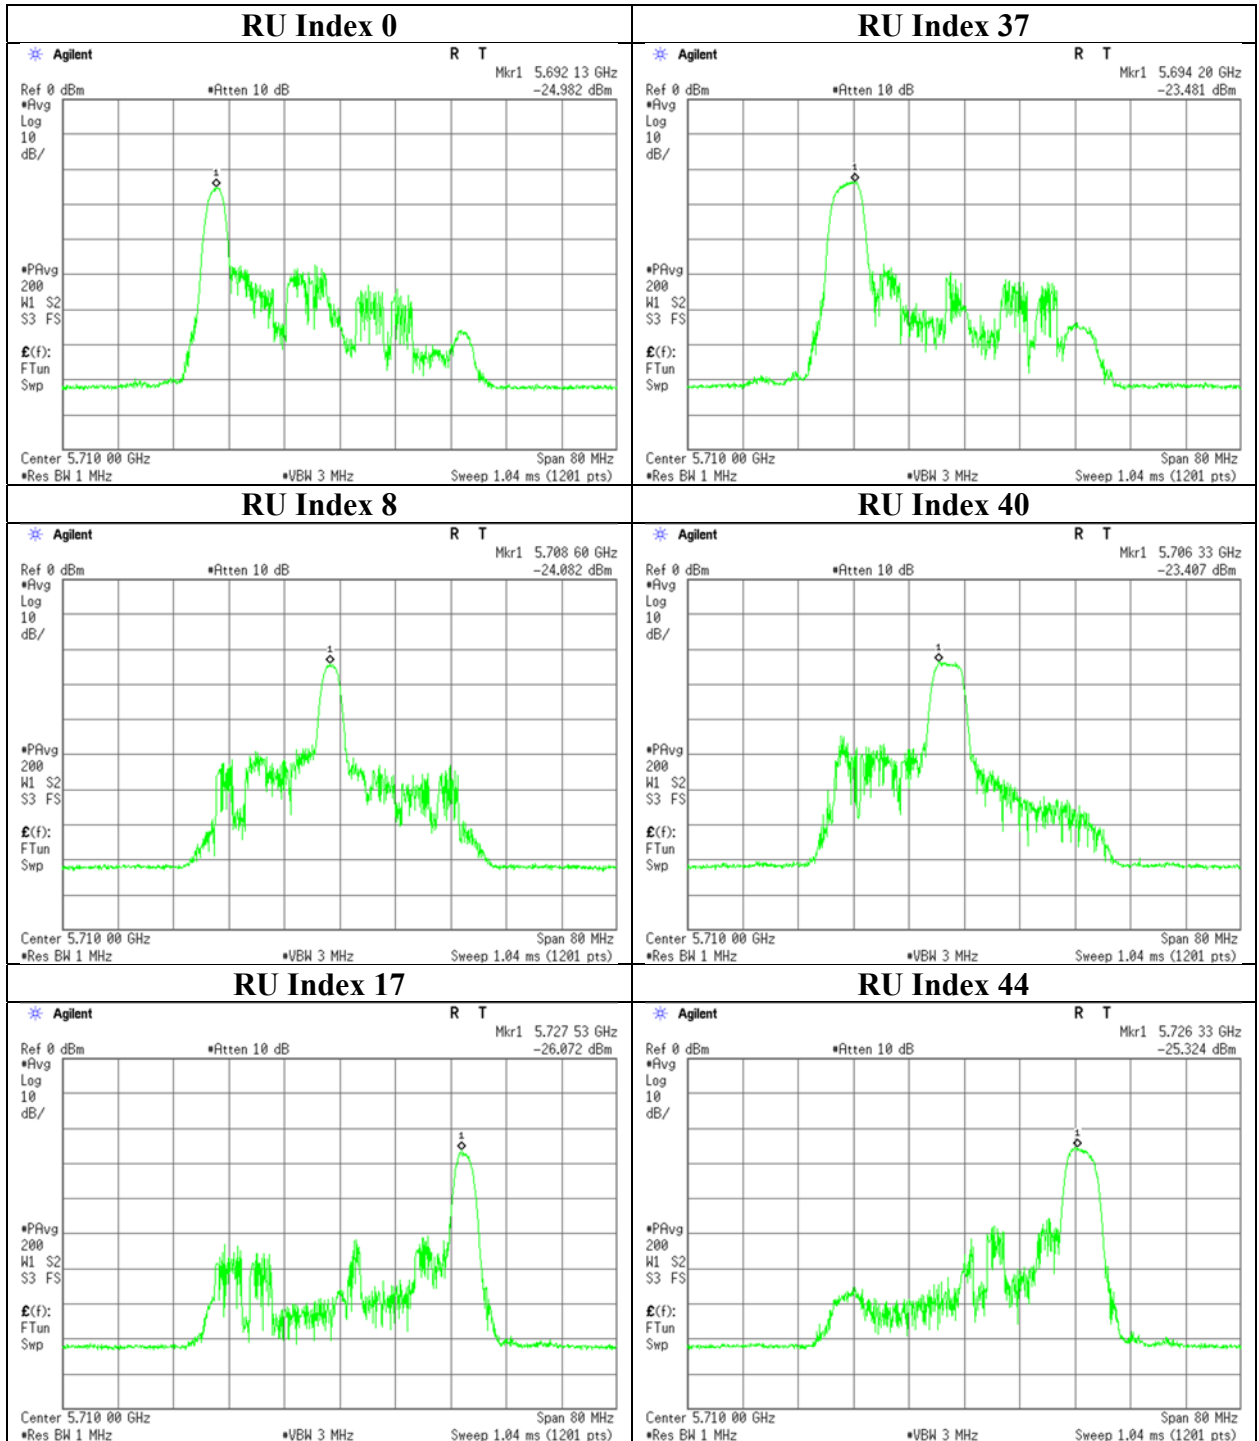 RU Index 0
Agilent
R T
Mkr1 5.692 13 GHz
Ref 0 dBm #Atten 10 dB -24.982 dBm
#Avg
Log
10
dB/
1
#PAvg
200
W1 S2
S3 FS
£(f):
FTun
Swp
Center 5.710 00 GHz Span 80 MHz
#Res BW 1 MHz #VBW 3 MHz Sweep 1.04 ms (1201 pts)
RU Index 37
Agilent
R T
Mkr1 5.694 20 GHz
Ref 0 dBm #Atten 10 dB -23.481 dBm
#Avg
Log
10
dB/
1
#PAvg
200
W1 S2
S3 FS
£(f):
FTun
Swp
Center 5.710 00 GHz Span 80 MHz
#Res BW 1 MHz #VBW 3 MHz Sweep 1.04 ms (1201 pts)
RU Index 8
Agilent
R T
Mkr1 5.708 60 GHz
Ref 0 dBm #Atten 10 dB -24.082 dBm
#Avg
Log
10
dB/
1
#PAvg
200
W1 S2
S3 FS
£(f):
FTun
Swp
Center 5.710 00 GHz Span 80 MHz
#Res BW 1 MHz #VBW 3 MHz Sweep 1.04 ms (1201 pts)
RU Index 40
Agilent
R T
Mkr1 5.706 33 GHz
Ref 0 dBm #Atten 10 dB -23.407 dBm
#Avg
Log
10
dB/
1
#PAvg
200
W1 S2
S3 FS
£(f):
FTun
Swp
Center 5.710 00 GHz Span 80 MHz
#Res BW 1 MHz #VBW 3 MHz Sweep 1.04 ms (1201 pts)
RU Index 17
Agilent
R T
Mkr1 5.727 53 GHz
Ref 0 dBm #Atten 10 dB -26.072 dBm
#Avg
Log
10
dB/
1
#PAvg
200
W1 S2
S3 FS
£(f):
FTun
Swp
Center 5.710 00 GHz Span 80 MHz
#Res BW 1 MHz #VBW 3 MHz Sweep 1.04 ms (1201 pts)
RU Index 44
Agilent
R T
Mkr1 5.726 33 GHz
Ref 0 dBm #Atten 10 dB -25.324 dBm
#Avg
Log
10
dB/
1
#PAvg
200
W1 S2
S3 FS
£(f):
FTun
Swp
Center 5.710 00 GHz Span 80 MHz
#Res BW 1 MHz #VBW 3 MHz Sweep 1.04 ms (1201 pts)